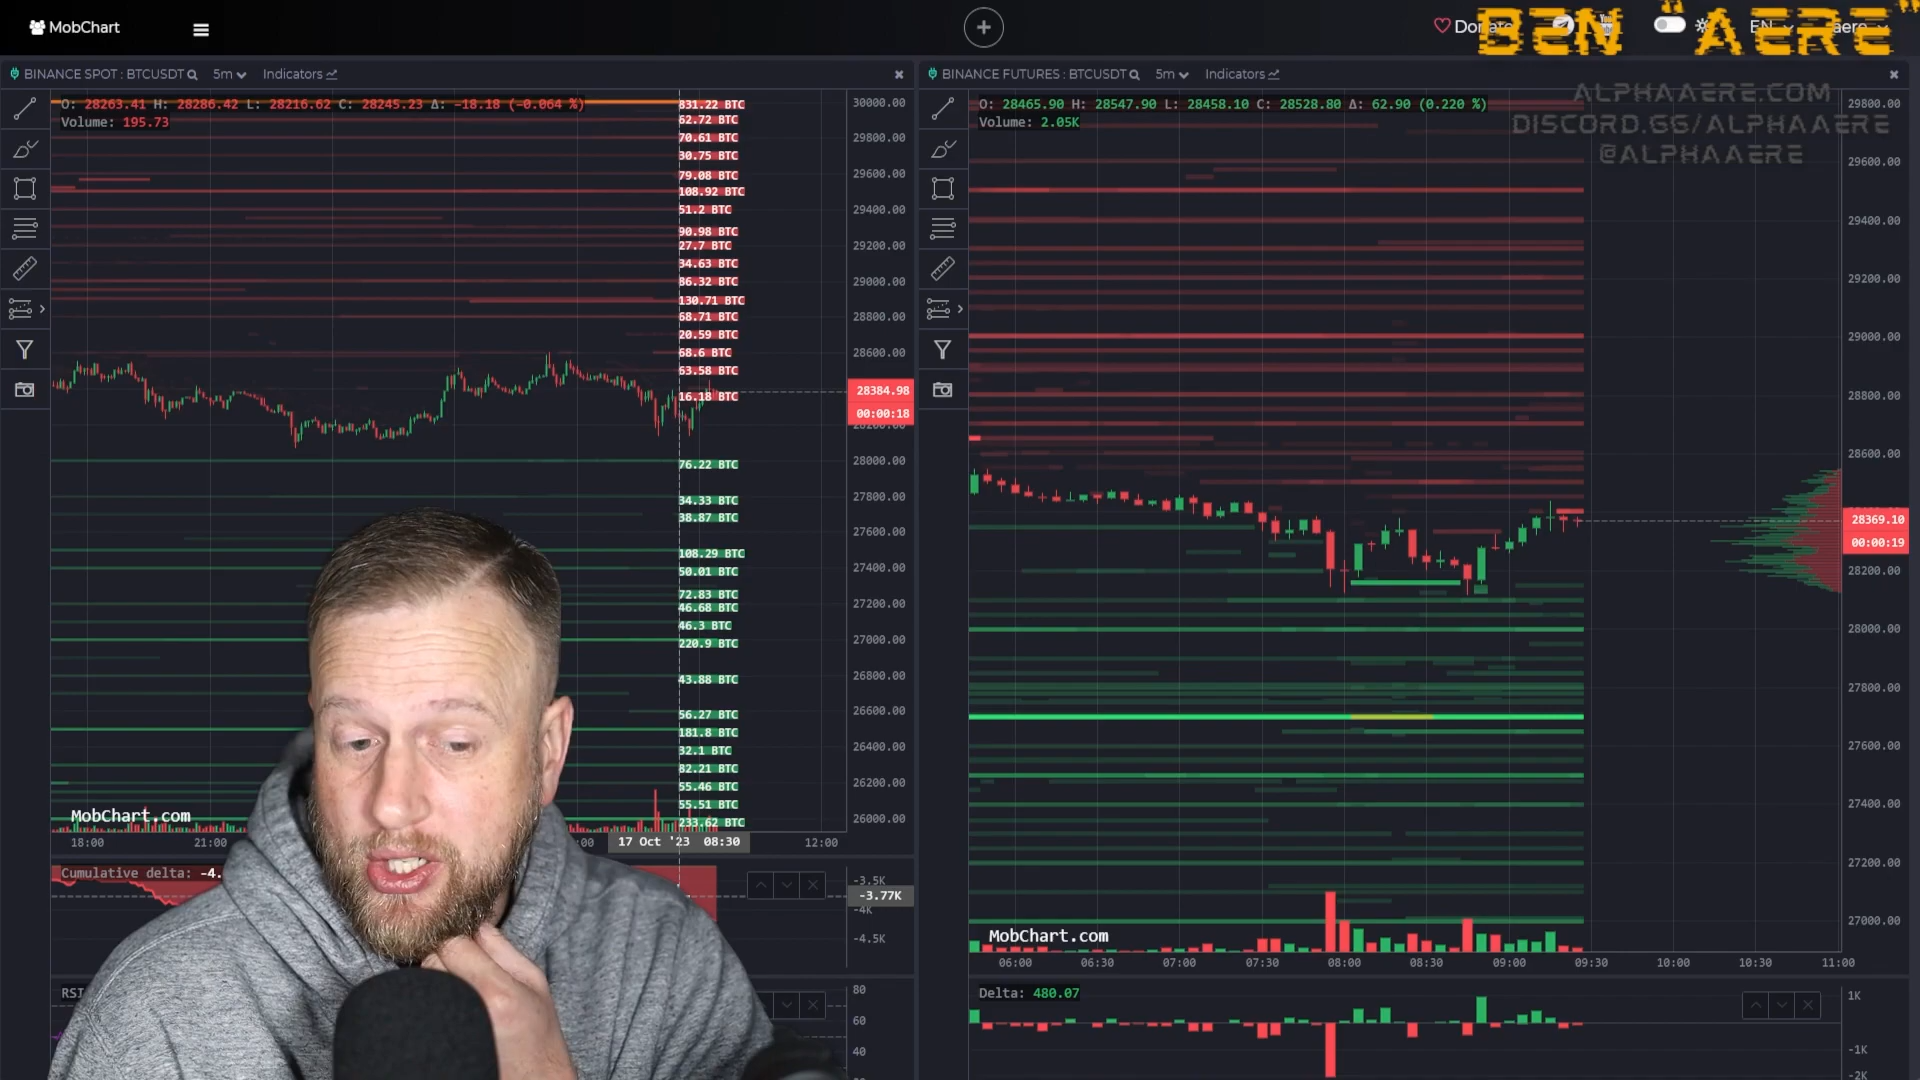 MobChart
Donate
EN
BEN "AERE"
BINANCE SPOT : BTCUSDT 5m Indicators
O: 28263.41 H: 28286.42 L: 28216.62 C: 28245.23 Δ: -18.18 (-0.064 %)
Volume: 195.73
831.22 BTC
62.72 BTC
70.61 BTC
30.75 BTC
79.08 BTC
108.92 BTC
51.2 BTC
90.98 BTC
27.7 BTC
34.63 BTC
86.32 BTC
130.71 BTC
68.71 BTC
20.59 BTC
68.6 BTC
63.58 BTC
16.18 BTC
76.22 BTC
34.33 BTC
38.87 BTC
108.29 BTC
50.01 BTC
72.83 BTC
46.68 BTC
46.3 BTC
220.9 BTC
43.88 BTC
56.27 BTC
181.8 BTC
32.1 BTC
82.21 BTC
55.46 BTC
55.51 BTC
233.62 BTC
30000.00
29800.00
29600.00
29400.00
29200.00
29000.00
28800.00
28600.00
28384.98
00:00:18
28000.00
27800.00
27600.00
27400.00
27200.00
27000.00
26800.00
26600.00
26400.00
26200.00
26000.00
MobChart.com
18:00
21:00
17 Oct '23 08:30
12:00
Cumulative delta: -4.
-3.5K
-3.77K
-4K
-4.5K
RSI
80
60
40
BINANCE FUTURES : BTCUSDT 5m Indicators
O: 28465.90 H: 28547.90 L: 28458.10 C: 28528.80 Δ: 62.90 (0.220 %)
Volume: 2.05K
ALPHAAERE.COM
DISCORD.GG/ALPHAAERE
@ALPHAAERE
29800.00
29600.00
29400.00
29200.00
29000.00
28800.00
28600.00
28369.10
00:00:19
28200.00
28000.00
27800.00
27600.00
27400.00
27200.00
27000.00
MobChart.com
06:00
06:30
07:00
07:30
08:00
08:30
09:00
09:30
10:00
10:30
11:00
Delta: 480.07
1K
-1K
-2K